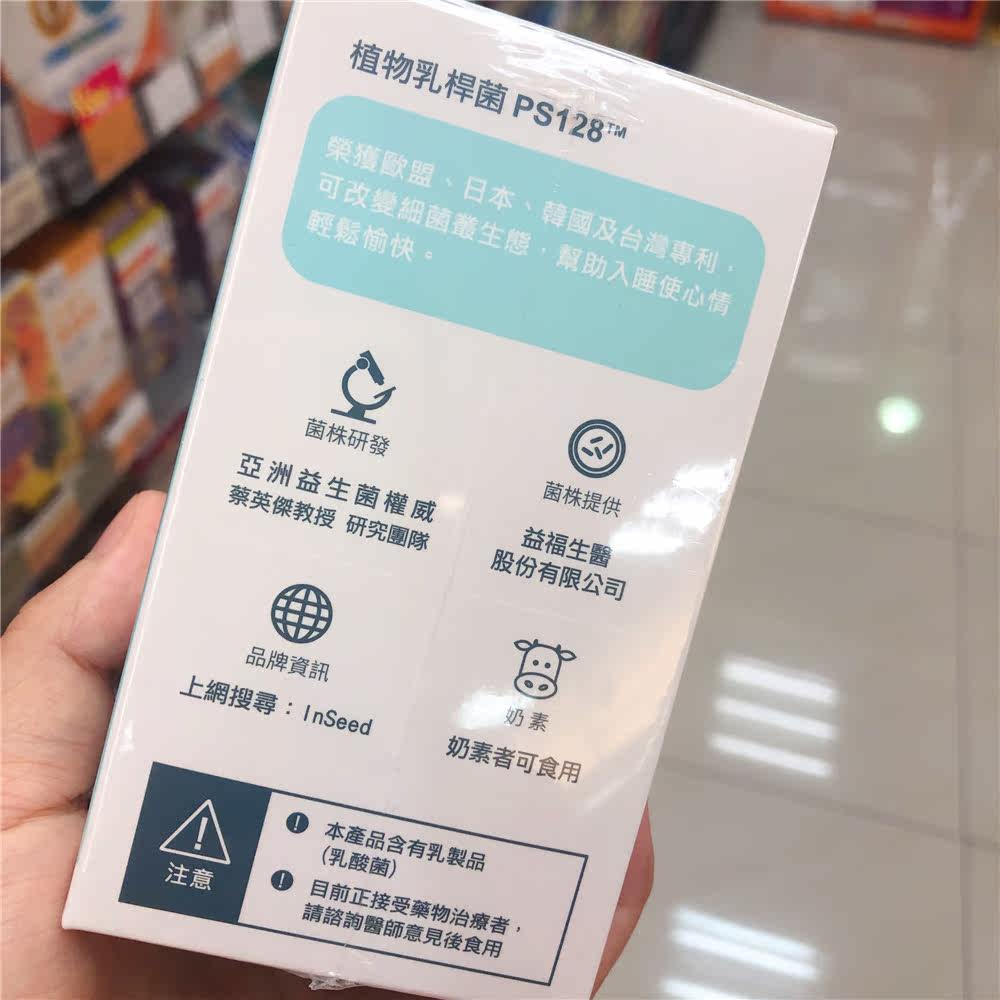 植物乳桿菌 PS128™
榮獲歐盟、日本、韓國及台灣專利，
可改變細菌叢生態，幫助入睡使心情
輕鬆愉快。
菌株研發
亞洲益生菌權威
蔡英傑教授 研究團隊
菌株提供
益福生醫
股份有限公司
品牌資訊
上網搜尋：InSeed
奶素
奶素者可食用
注意
本產品含有乳製品
(乳酸菌)
目前正接受藥物治療者，
請諮詢醫師意見後食用